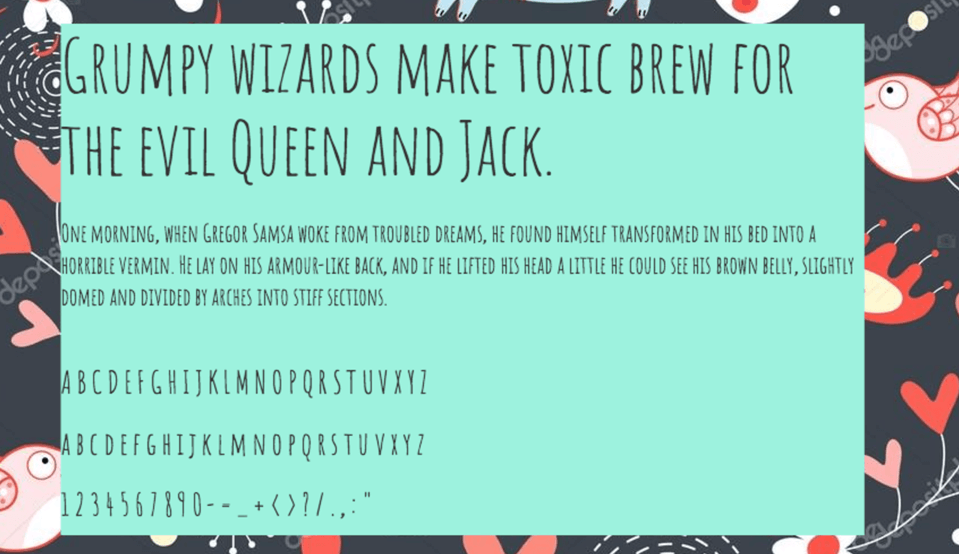 Grumpy wizards make toxic brew for
the evil Queen and Jack.
One morning, when Gregor Samsa woke from troubled dreams, he found himself transformed in his bed into a
horrible vermin. He lay on his armour-like back, and if he lifted his head a little he could see his brown belly, slightly
domed and divided by arches into stiff sections.
A B C D E F G H I J K L M N O P Q R S T U V X Y Z
A B C D E F G H I J K L M N O P Q R S T U V X Y Z
1 2 3 4 5 6 7 8 9 0 - = _ + < > ? / . , : "